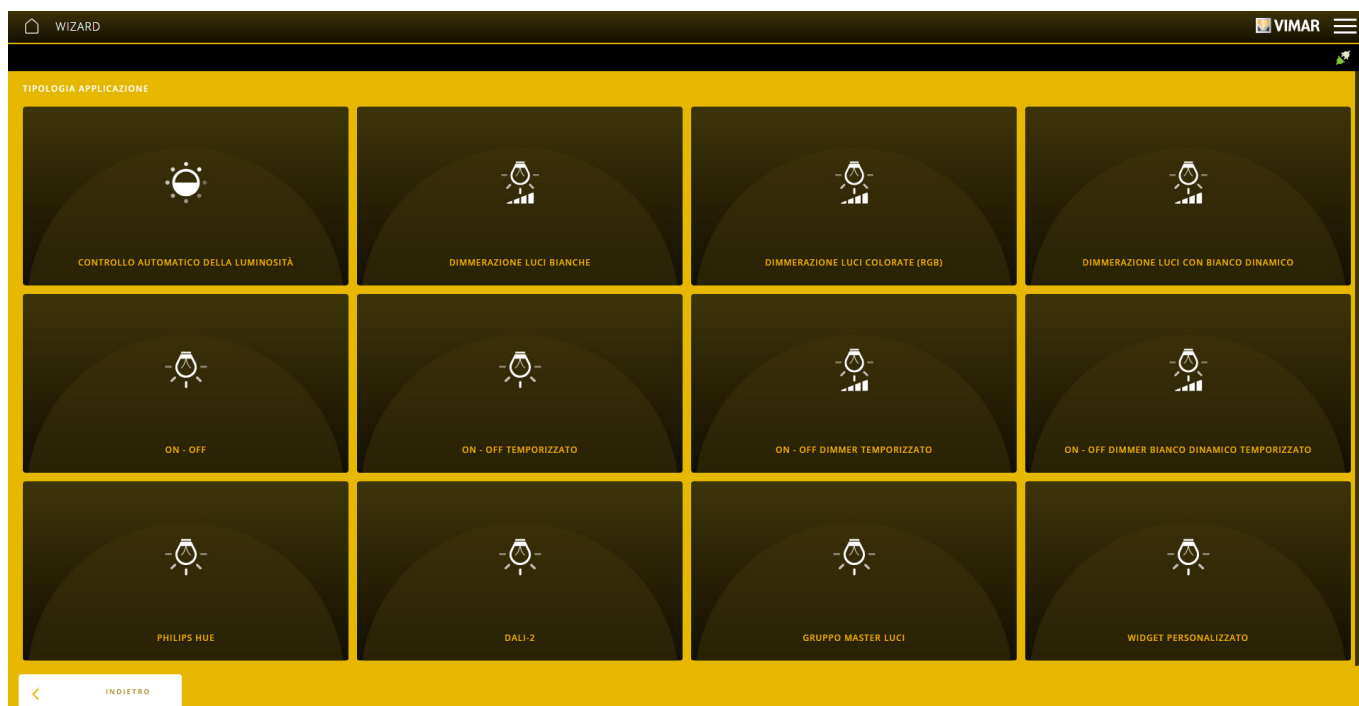 WIZARD
VIMAR
TIPOLOGIA APPLICAZIONE
CONTROLLO AUTOMATICO DELLA LUMINOSITÀ
DIMMERAZIONE LUCI BIANCHE
DIMMERAZIONE LUCI COLORATE (RGB)
DIMMERAZIONE LUCI CON BIANCO DINAMICO
ON - OFF
ON - OFF TEMPORIZZATO
ON - OFF DIMMER TEMPORIZZATO
ON - OFF DIMMER BIANCO DINAMICO TEMPORIZZATO
PHILIPS HUE
DALI-2
GRUPPO MASTER LUCI
WIDGET PERSONALIZZATO
INDIETRO